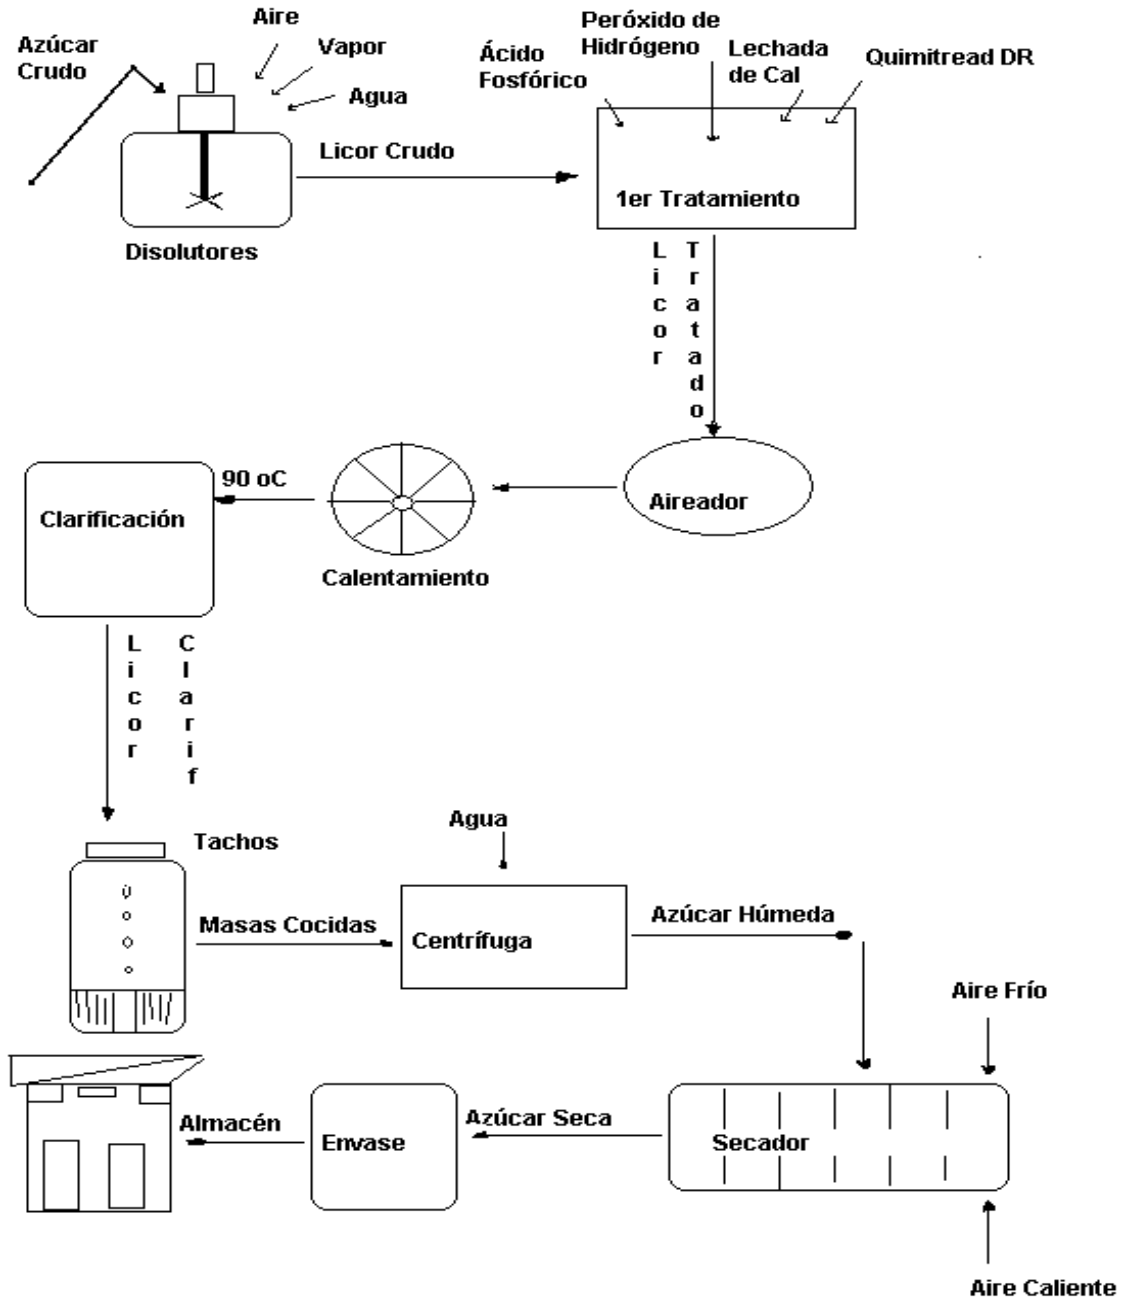 Azúcar
Crudo
Aire
Vapor
Agua
Ácido
Fosfórico
Peróxido de
Hidrógeno
Lechada
de Cal
Quimitread DR
Licor Crudo
1er Tratamiento
Disolutores
Licor
Tratado
Aireador
90 oC
Calentamiento
Clarificación
Licor
Clarif
Tachos
Masas Cocidas
Agua
Centrífuga
Azúcar Húmeda
Aire Frío
Secador
Aire Caliente
Azúcar Seca
Envase
Almacén